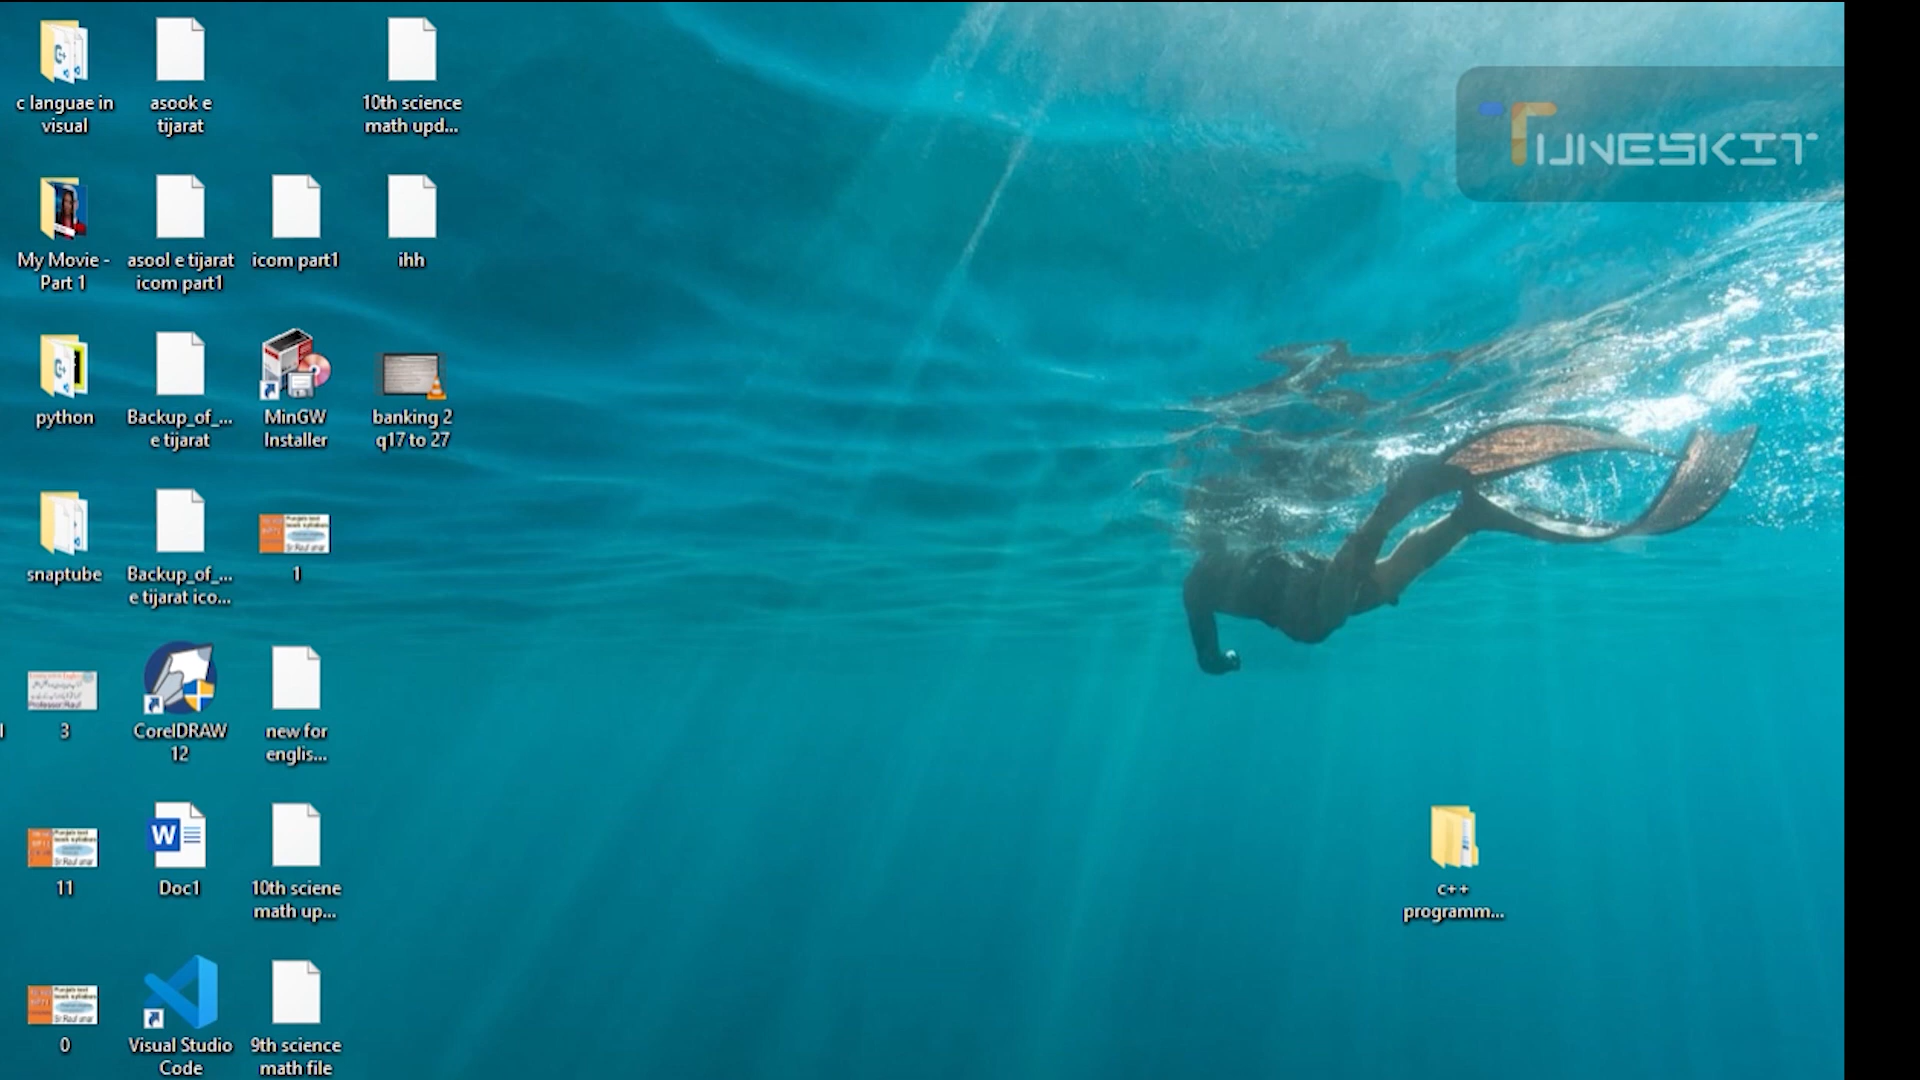 c languae in
visual
asook e
tijarat
10th science
math upd...
My Movie -
Part 1
asool e tijarat
icom part1
icom part1
ihh
python
Backup_of_...
e tijarat
MinGW
Installer
banking 2
q17 to 27
snaptube
Backup_of_...
e tijarat ico...
1
3
CorelDRAW
12
new for
englis...
11
Doc1
10th sciene
math up...
0
Visual Studio
Code
9th science
math file
c++
programm...
TUNESKIT